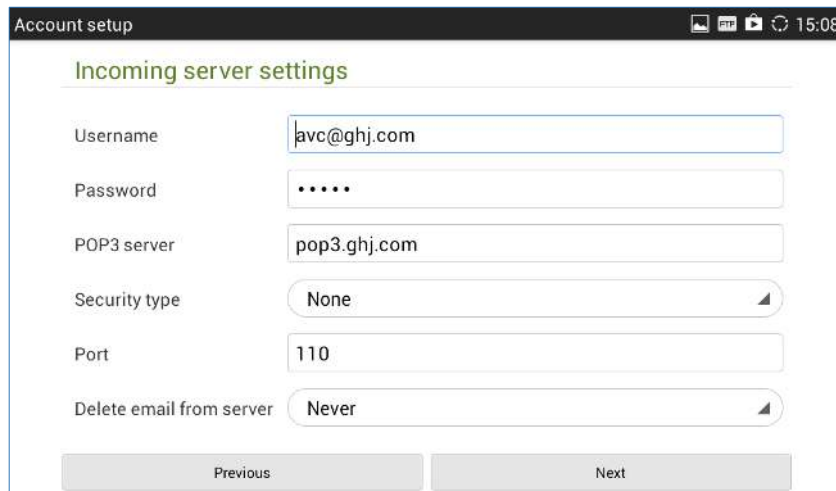 Account setup FTP 15:08
Incoming server settings
Username avc@ghj.com
Password •••••
POP3 server pop3.ghj.com
Security type None
Port 110
Delete email from server Never
Previous Next